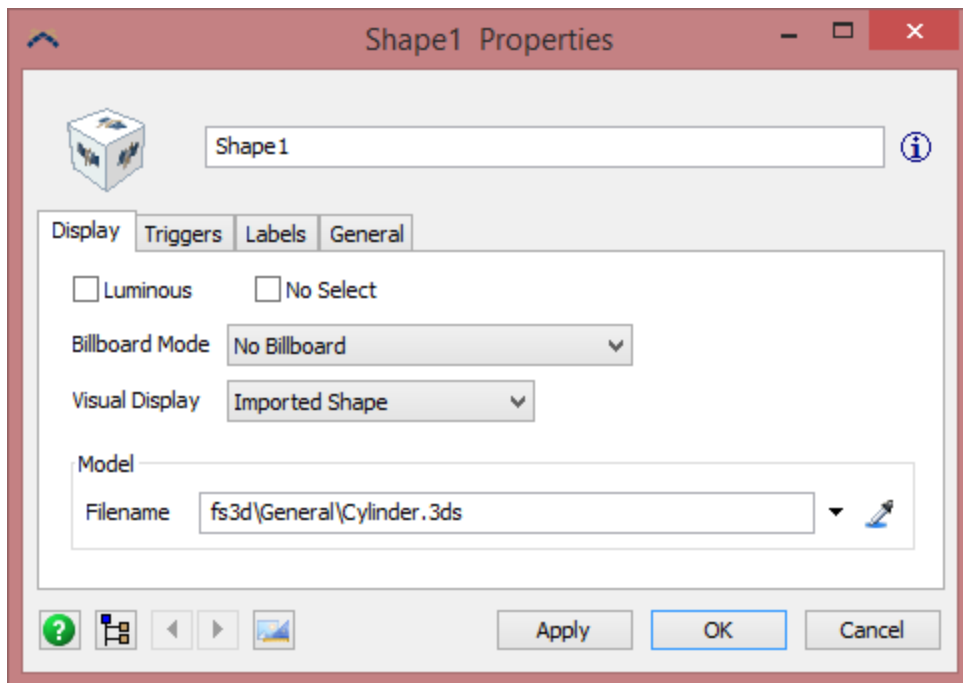 Shape1 Properties
Shape1
Display Triggers Labels General
Luminous No Select
Billboard Mode No Billboard
Visual Display Imported Shape
Model
Filename fs3d\General\Cylinder.3ds
Apply OK Cancel